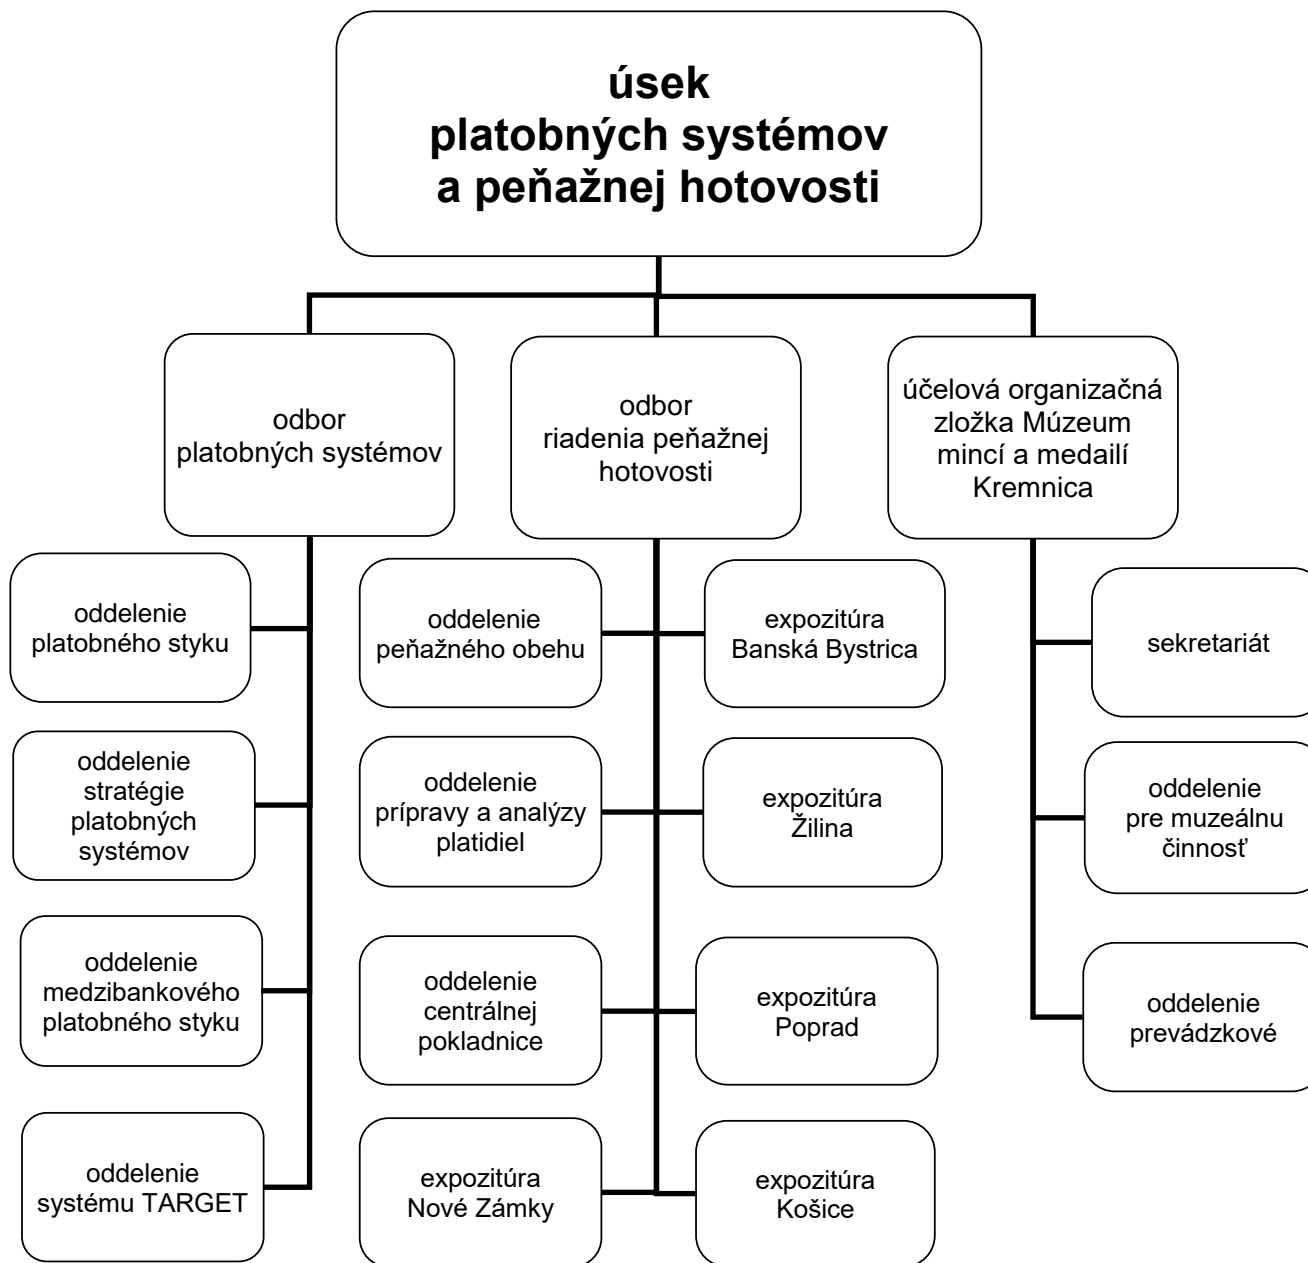 úsek
platobných systémov
a peňažnej hotovosti
odbor
platobných systémov
odbor
riadenia peňažnej
hotovosti
účelová organizačná
zložka Múzeum
mincí a medailí
Kremnica
oddelenie
platobného styku
oddelenie
stratégie
platobných
systémov
oddelenie
medzibankového
platobného styku
oddelenie
systému TARGET
oddelenie
peňažného obehu
oddelenie
prípravy a analýzy
platidiel
oddelenie
centrálnej
pokladnice
expozitúra
Nové Zámky
expozitúra
Banská Bystrica
expozitúra
Žilina
expozitúra
Poprad
expozitúra
Košice
sekretariát
oddelenie
pre muzeálnu
činnosť
oddelenie
prevádzkové